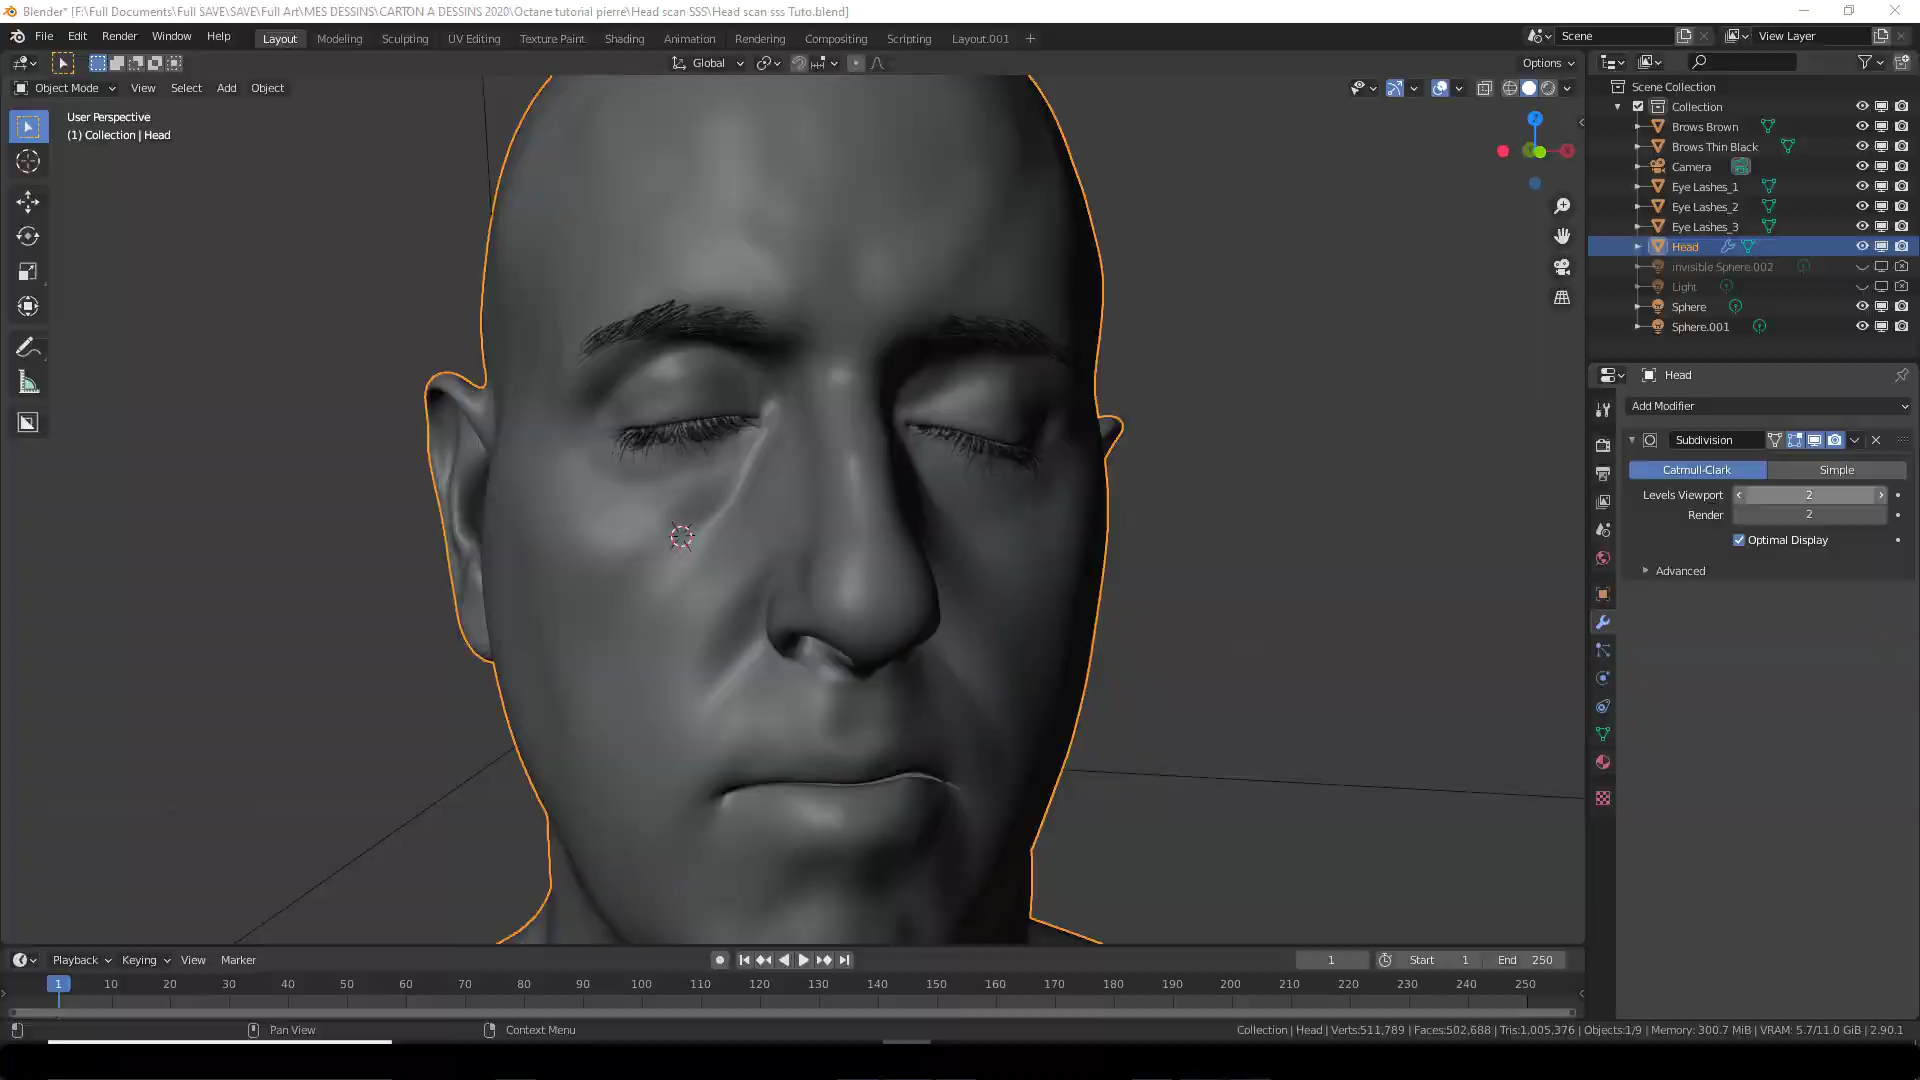 Blender* [F:\Full Documents\Full SAVE\SAVE\Full Art\MES DESSINS\CARTON A DESSINS 2020\Octane tutorial pierre\Head scan SSS\Head scan sss Tuto.blend]
File Edit Render Window Help Layout Modeling Sculpting UV Editing Texture Paint Shading Animation Rendering Compositing Scripting Layout.001 + Scene View Layer
Global Options
Object Mode View Select Add Object
User Perspective
(1) Collection | Head
Z
Scene Collection
Collection
Brows Brown
Brows Thin Black
Camera
Eye Lashes_1
Eye Lashes_2
Eye Lashes_3
Head
invisible Sphere.002
Light
Sphere
Sphere.001
Head
Add Modifier
Subdivision
Catmull-Clark Simple
Levels Viewport 2
Render 2
Optimal Display
Advanced
Playback Keying View Marker 1 Start 1 End 250
1 10 20 30 40 50 60 70 80 90 100 110 120 130 140 150 160 170 180 190 200 210 220 230 240 250
Pan View Context Menu Collection | Head | Verts:511,789 | Faces:502,688 | Tris:1,005,376 | Objects:1/9 | Memory: 300.7 MiB | VRAM: 5.7/11.0 GiB | 2.90.1